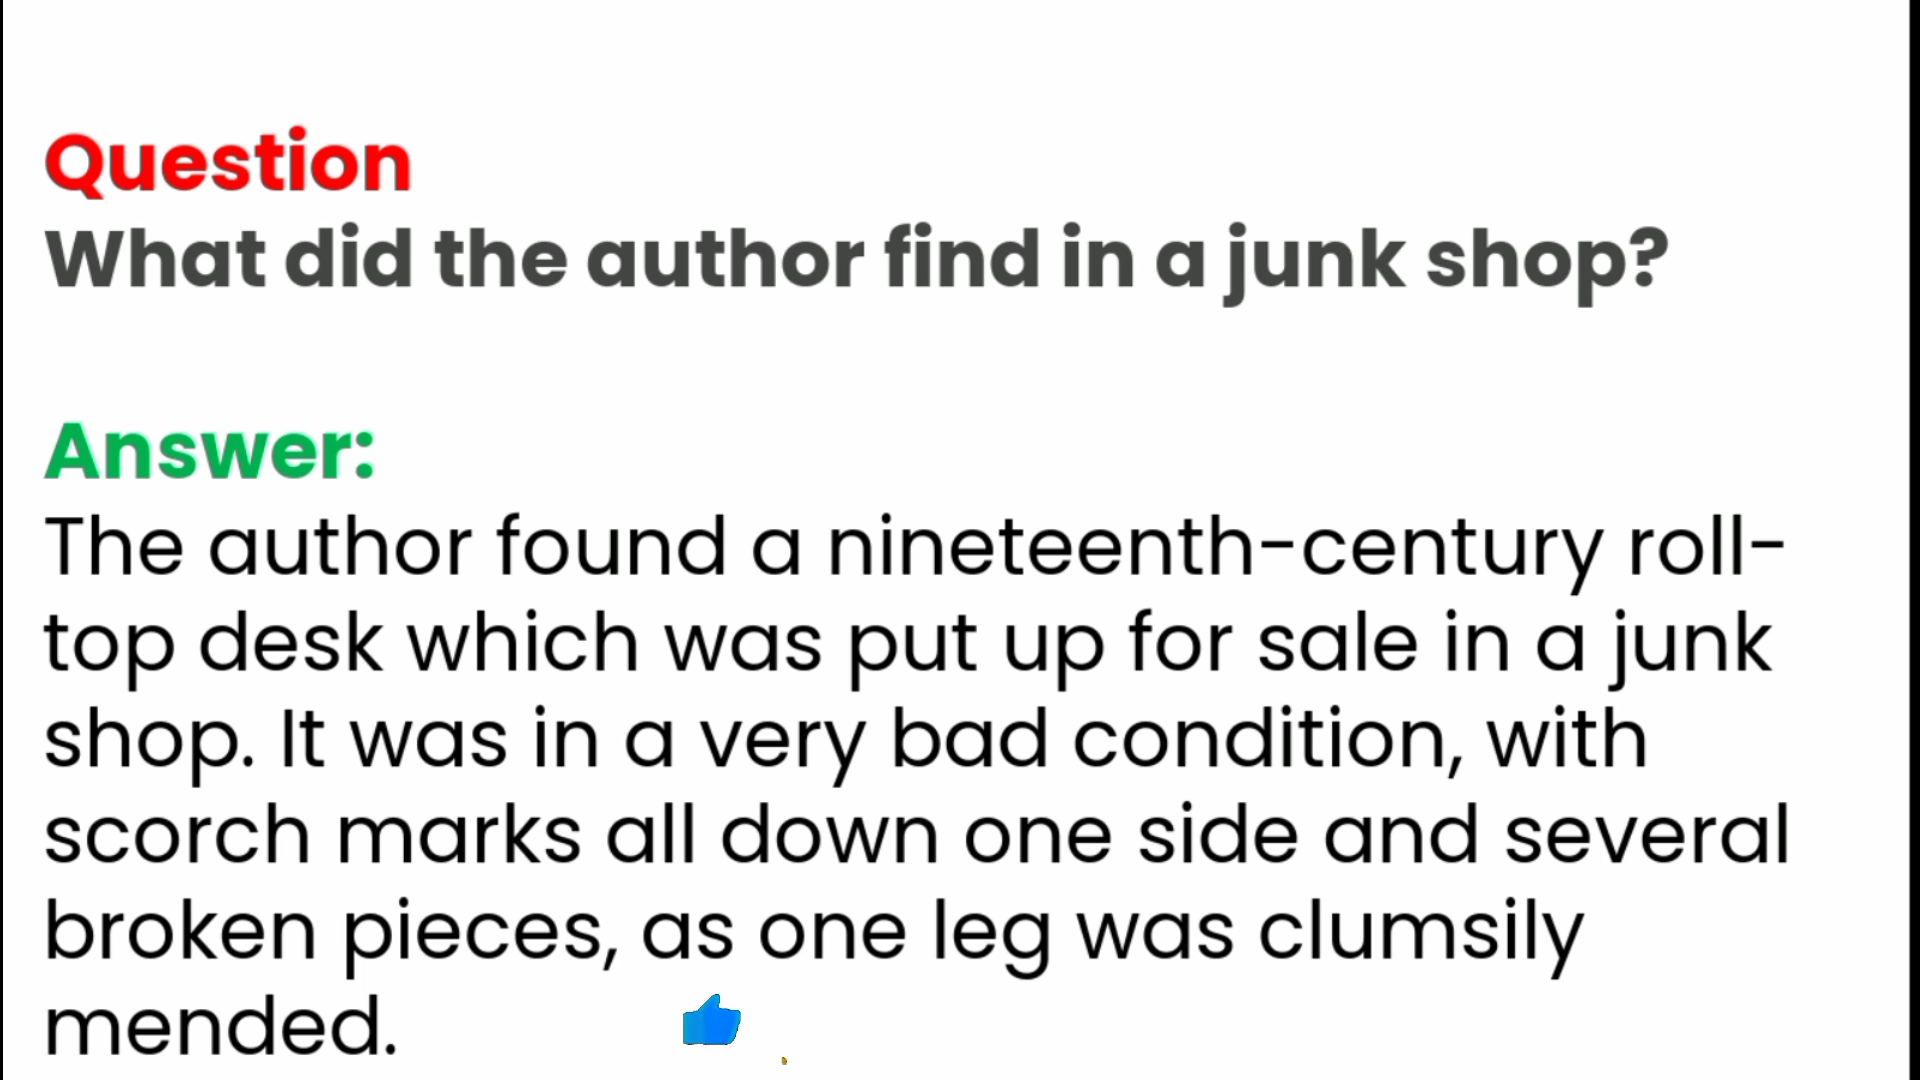 Question
What did the author find in a junk shop?
Answer:
The author found a nineteenth-century roll-
top desk which was put up for sale in a junk
shop. It was in a very bad condition, with
scorch marks all down one side and several
broken pieces, as one leg was clumsily
mended.